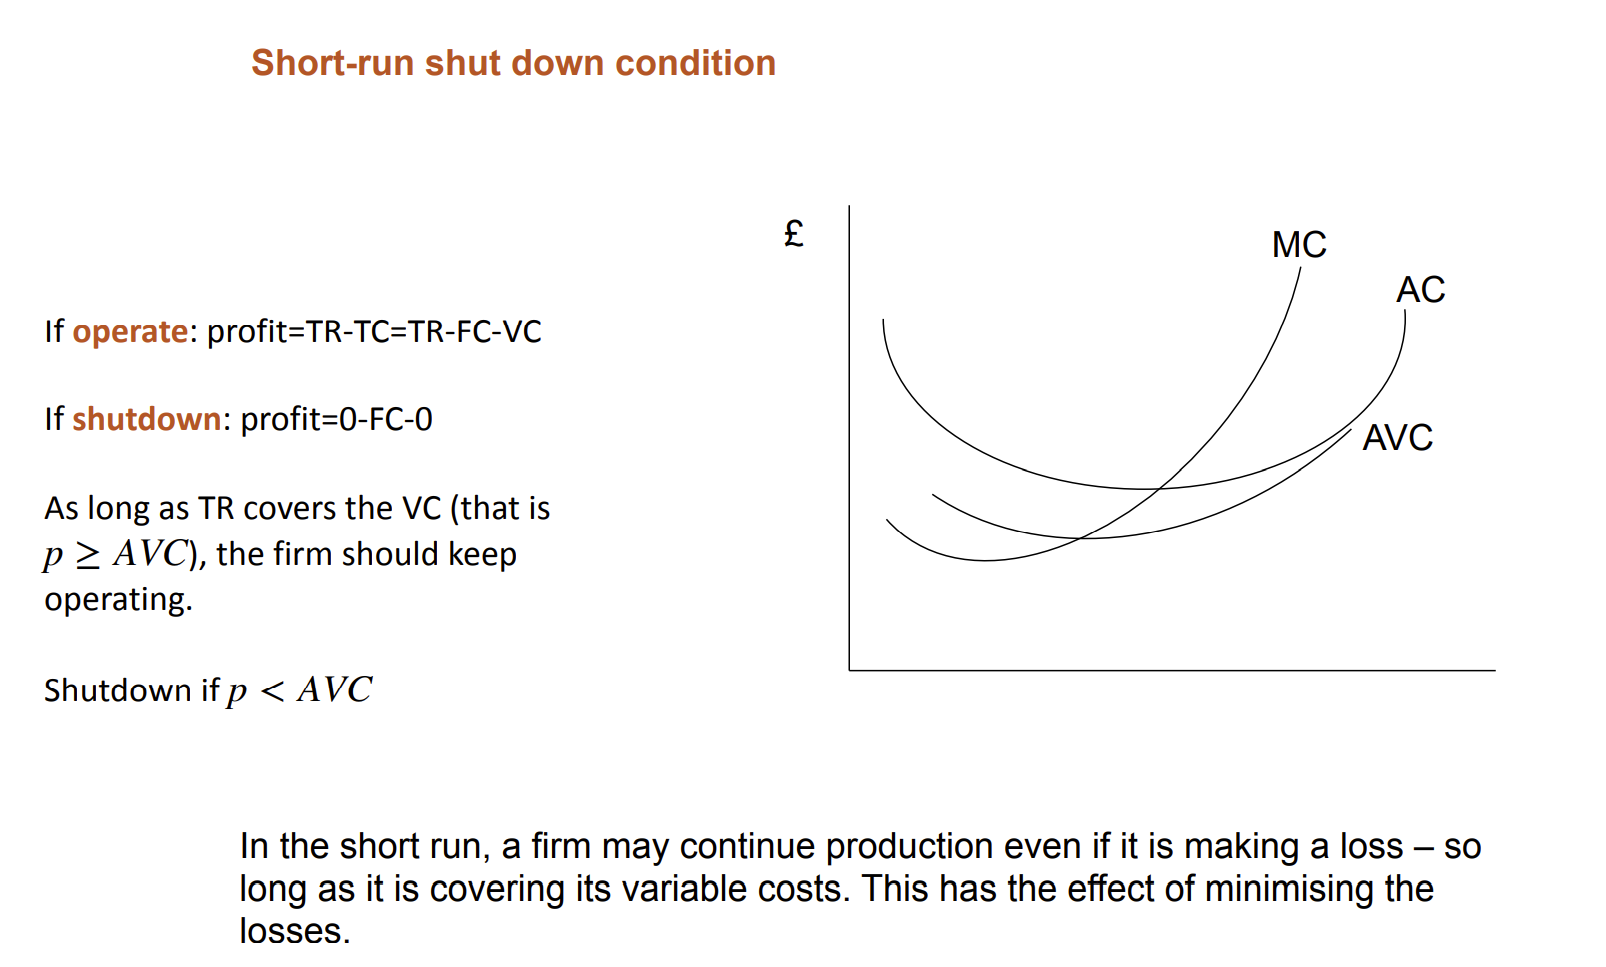 Short-run shut down condition
£
MC
AC
AVC
If operate: profit=TR-TC=TR-FC-VC
If shutdown: profit=0-FC-0
As long as TR covers the VC (that is
p ≥ AVC), the firm should keep
operating.
Shutdown if p < AVC
In the short run, a firm may continue production even if it is making a loss – so
long as it is covering its variable costs. This has the effect of minimising the
losses.